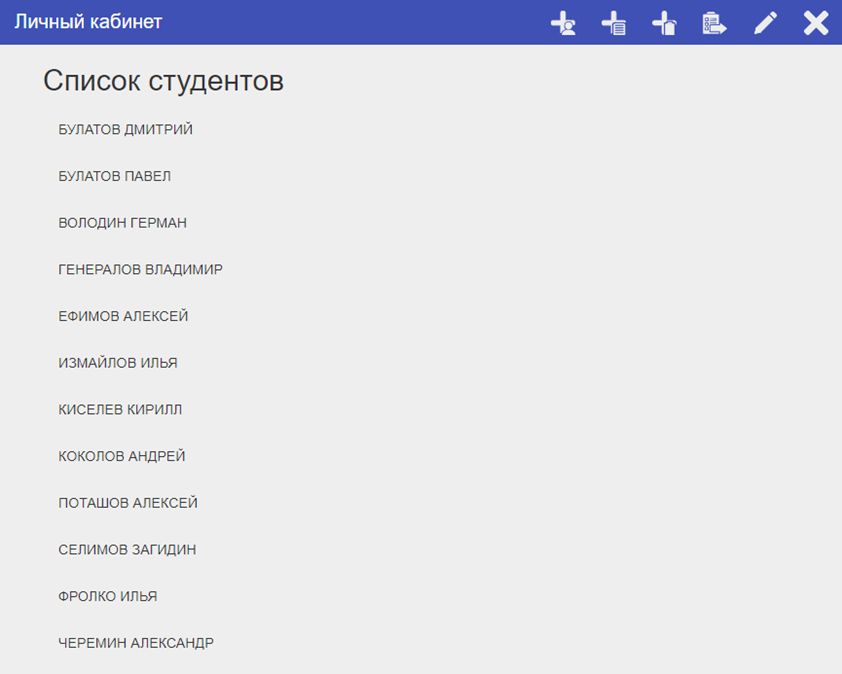 Личный кабинет
Список студентов
БУЛАТОВ ДМИТРИЙ
БУЛАТОВ ПАВЕЛ
ВОЛОДИН ГЕРМАН
ГЕНЕРАЛОВ ВЛАДИМИР
ЕФИМОВ АЛЕКСЕЙ
ИЗМАЙЛОВ ИЛЬЯ
КИСЕЛЕВ КИРИЛЛ
КОКОЛОВ АНДРЕЙ
ПОТАШОВ АЛЕКСЕЙ
СЕЛИМОВ ЗАГИДИН
ФРОЛКО ИЛЬЯ
ЧЕРЕМИН АЛЕКСАНДР